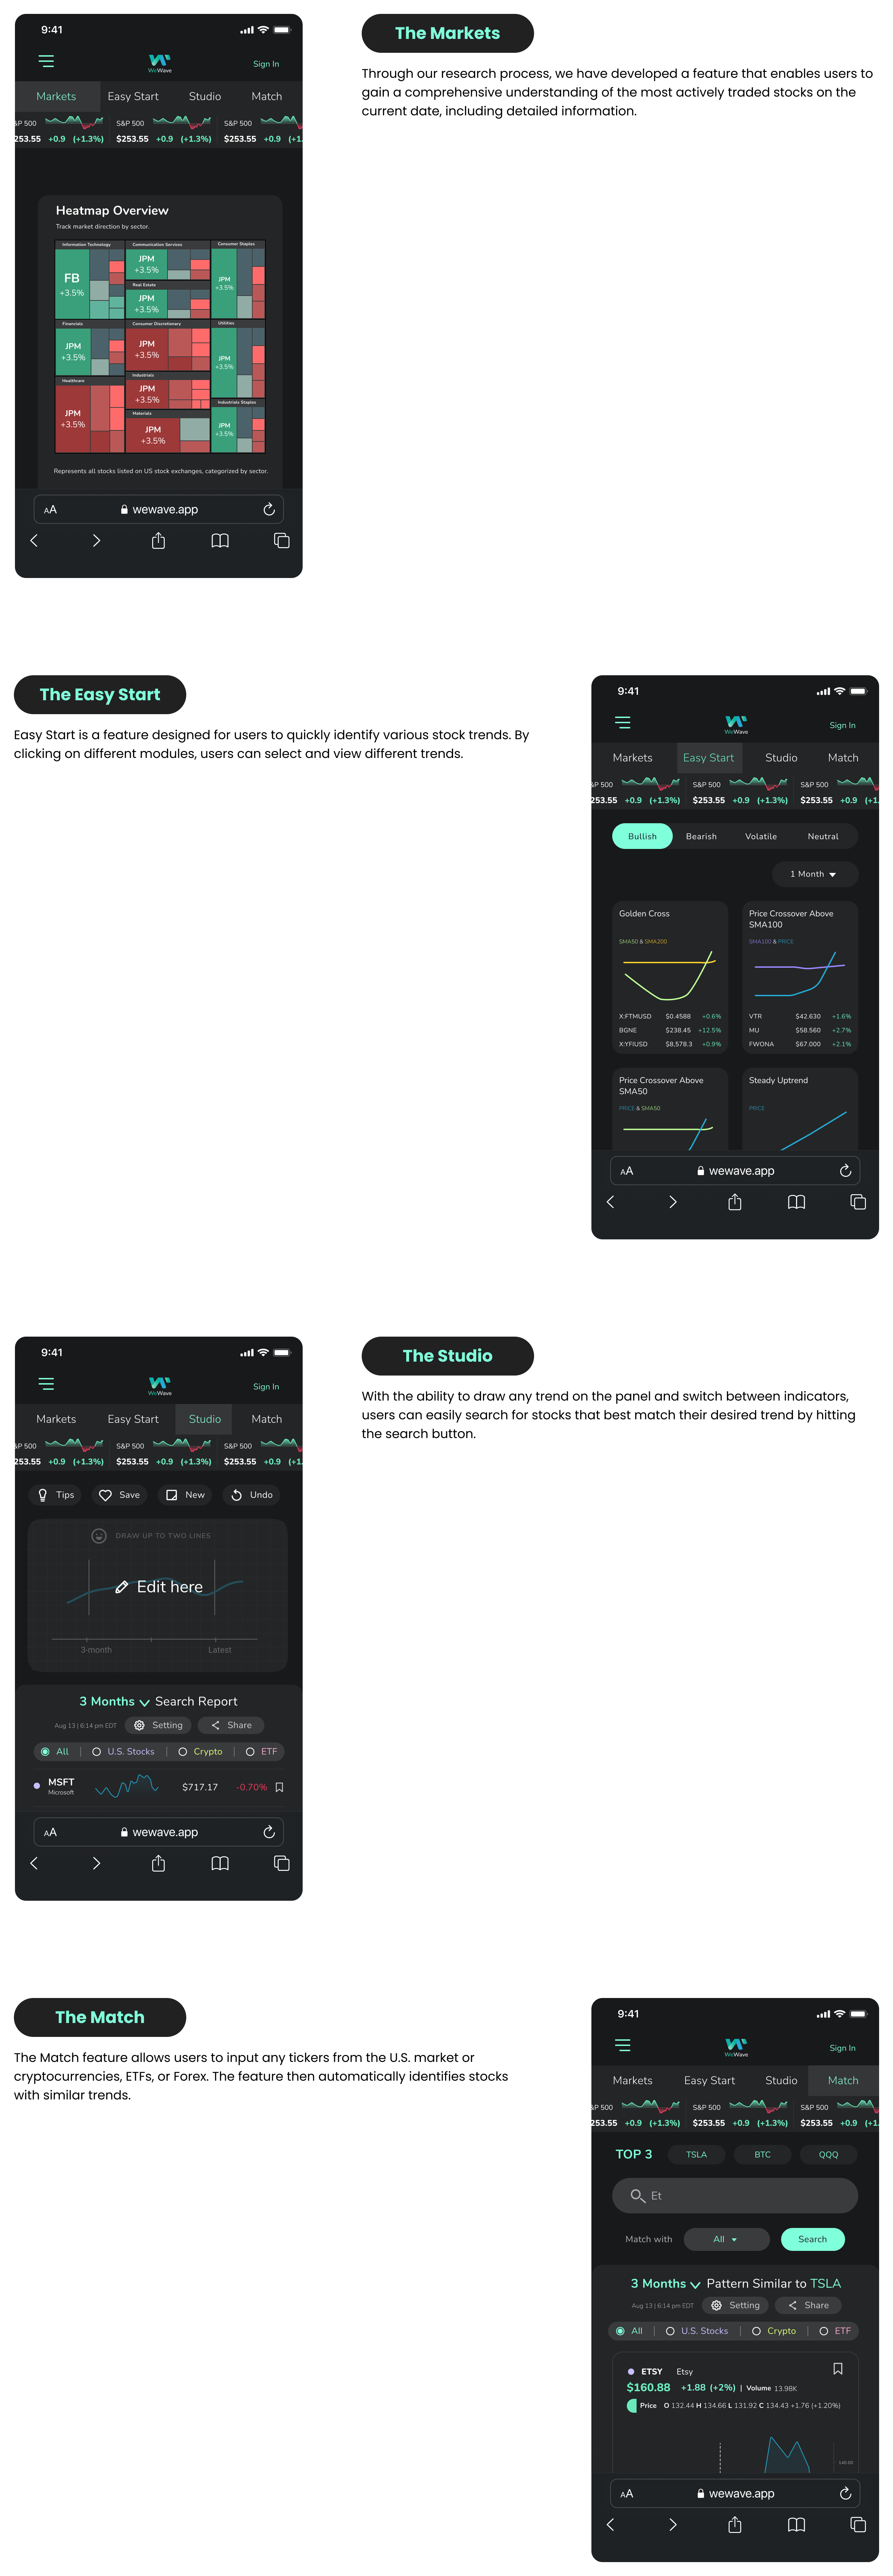 9:41
WeWave
Sign In
Markets Easy Start Studio Match
&P 500 S&P 500 S&P 500
253.55 +0.9 (+1.3%) $253.55 +0.9 (+1.3%) $253.55 +0.9 (+1.
Heatmap Overview
Track market direction by sector.
Information Technology Communication Services Consumer Staples
FB
+3.5%
JPM
+3.5%
JPM
+3.5%
Real Estate
JPM
+3.5%
Financials Consumer Discretionary Utilities
JPM
+3.5%
JPM
+3.5%
JPM
+3.5%
Healthcare Industrials
JPM
+3.5%
JPM
+3.5%
Industrials Staples
Materials
JPM
+3.5%
JPM
+3.5%
Represents all stocks listed on US stock exchanges, categorized by sector.
AA wewave.app
The Markets
Through our research process, we have developed a feature that enables users to
gain a comprehensive understanding of the most actively traded stocks on the
current date, including detailed information.
The Easy Start
Easy Start is a feature designed for users to quickly identify various stock trends. By
clicking on different modules, users can select and view different trends.
9:41
WeWave
Sign In
Markets Easy Start Studio Match
&P 500 S&P 500 S&P 500
253.55 +0.9 (+1.3%) $253.55 +0.9 (+1.3%) $253.55 +0.9 (+1.
Bullish Bearish Volatile Neutral
1 Month
Golden Cross
SMA50 & SMA200
X:FTMUSD $0.4588 +0.6%
BGNE $238.45 +12.5%
X:YFIUSD $8,578.3 +0.9%
Price Crossover Above
SMA100
SMA100 & PRICE
VTR $42.630 +1.6%
MU $58.560 +2.7%
FWONA $67.000 +2.1%
Price Crossover Above
SMA50
PRICE & SMA50
Steady Uptrend
PRICE
AA wewave.app
9:41
WeWave
Sign In
Markets Easy Start Studio Match
&P 500 S&P 500 S&P 500
253.55 +0.9 (+1.3%) $253.55 +0.9 (+1.3%) $253.55 +0.9 (+1.
Tips Save New Undo
DRAW UP TO TWO LINES
Edit here
3-month Latest
3 Months Search Report
Aug 13 | 6:14 pm EDT Setting Share
All | U.S. Stocks | Crypto | ETF
MSFT $717.17 -0.70%
Microsoft
AA wewave.app
The Studio
With the ability to draw any trend on the panel and switch between indicators,
users can easily search for stocks that best match their desired trend by hitting
the search button.
The Match
The Match feature allows users to input any tickers from the U.S. market or
cryptocurrencies, ETFs, or Forex. The feature then automatically identifies stocks
with similar trends.
9:41
WeWave
Sign In
Markets Easy Start Studio Match
&P 500 S&P 500 S&P 500
253.55 +0.9 (+1.3%) $253.55 +0.9 (+1.3%) $253.55 +0.9 (+1.
TOP 3 TSLA BTC QQQ
Et
Match with All Search
3 Months Pattern Similar to TSLA
Aug 13 | 6:14 pm EDT Setting Share
All | U.S. Stocks | Crypto | ETF
ETSY Etsy
$160.88 +1.88 (+2%) | Volume 13.98K
Price O 132.44 H 134.66 L 131.92 C 134.43 +1.76 (+1.20%)
140.00
AA wewave.app